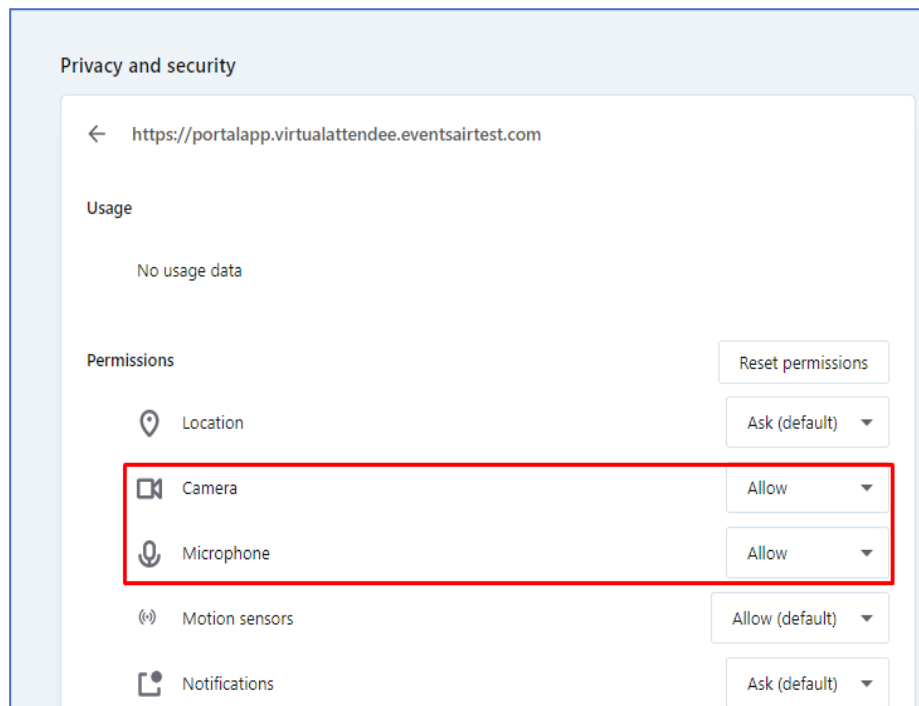 Privacy and security
https://portalapp.virtualattendee.eventsairtest.com
Usage
No usage data
Permissions
Reset permissions
Location
Ask (default)
Camera
Allow
Microphone
Allow
Motion sensors
Allow (default)
Notifications
Ask (default)